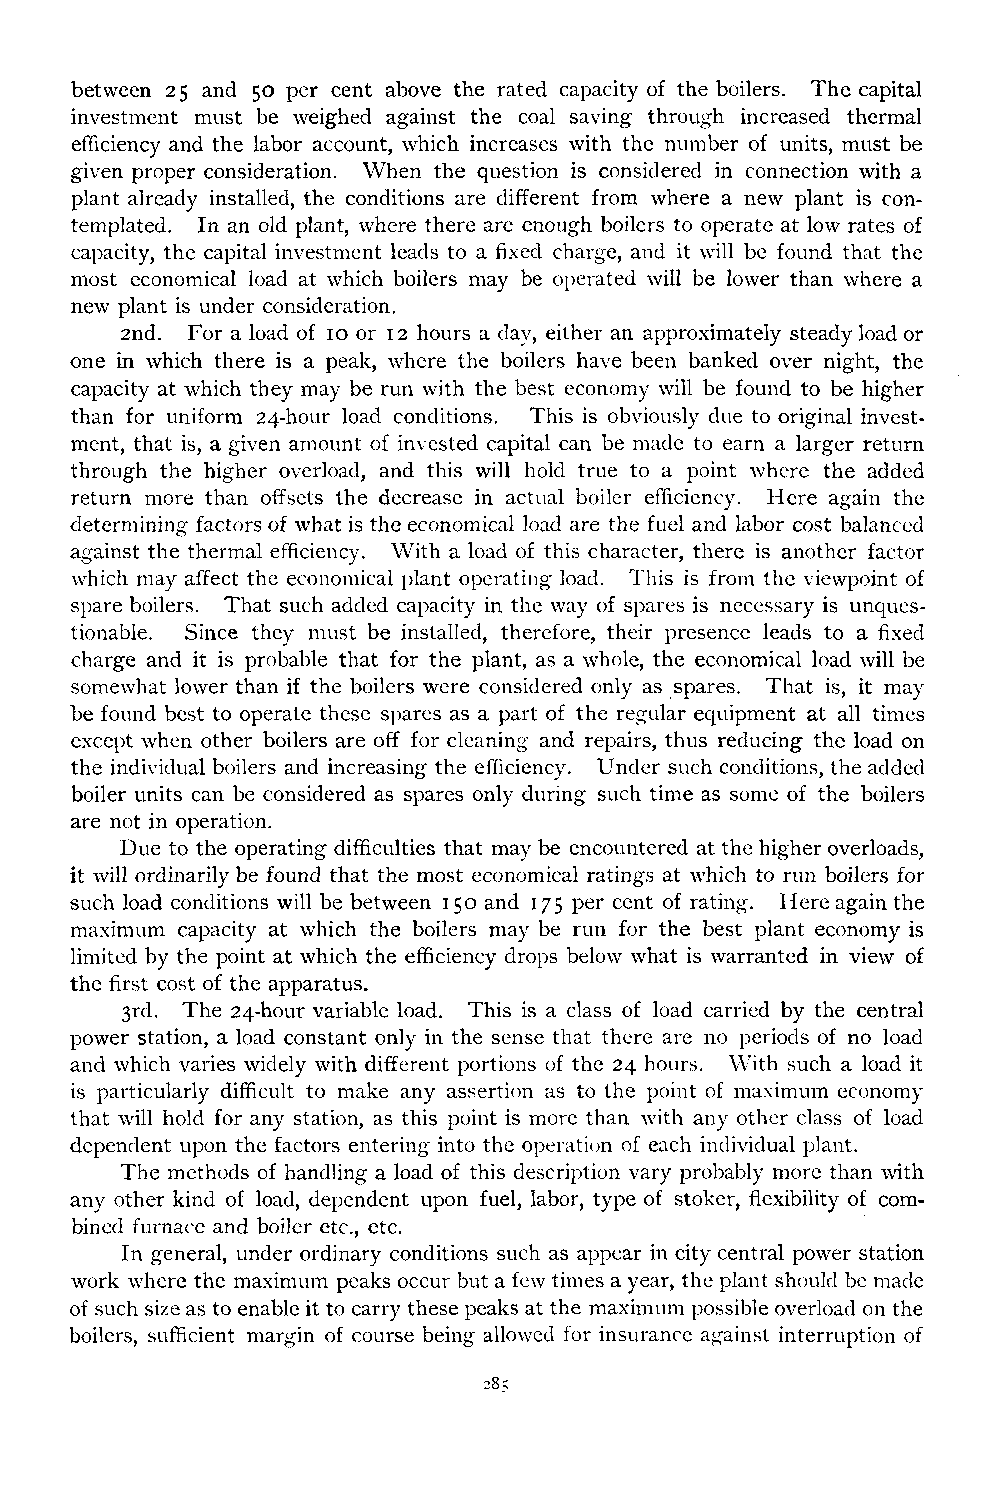 between 25 and 50 per cent above the rated capacity of the boilers. The capital
investment must be weighed against the coal saving through increased thermal
efficiency and the labor account, which increases with the number of units, must be
given proper consideration. When the question is considered in connection with a
plant already installed, the conditions are different from where a new plant is con-
templated. In an old plant, where there are enough boilers to operate at low rates of
capacity, the capital investment leads to a fixed charge, and it will be found that the
most economical load at which boilers may be operated will be lower than where a
new plant is under consideration.
2nd. For a load of 10 or 12 hours a day, either an approximately steady load or
one in which there is a peak, where the boilers have been banked over night, the
capacity at which they may be run with the best economy will be found to be higher
than for uniform 24-hour load conditions. This is obviously due to original invest-
ment, that is, a given amount of invested capital can be made to earn a larger return
through the higher overload, and this will hold true to a point where the added
return more than offsets the decrease in actual boiler efficiency. Here again the
determining factors of what is the economical load are the fuel and labor cost balanced
against the thermal efficiency. With a load of this character, there is another factor
which may affect the economical plant operating load. This is from the viewpoint of
spare boilers. That such added capacity in the way of spares is necessary is unques-
tionable. Since they must be installed, therefore, their presence leads to a fixed
charge and it is probable that for the plant, as a whole, the economical load will be
somewhat lower than if the boilers were considered only as spares. That is, it may
be found best to operate these spares as a part of the regular equipment at all times
except when other boilers are off for cleaning and repairs, thus reducing the load on
the individual boilers and increasing the efficiency. Under such conditions, the added
boiler units can be considered as spares only during such time as some of the boilers
are not in operation.
Due to the operating difficulties that may be encountered at the higher overloads,
it will ordinarily be found that the most economical ratings at which to run boilers for
such load conditions will be between 150 and 175 per cent of rating. Here again the
maximum capacity at which the boilers may be run for the best plant economy is
limited by the point at which the efficiency drops below what is warranted in view of
the first cost of the apparatus.
3rd. The 24-hour variable load. This is a class of load carried by the central
power station, a load constant only in the sense that there are no periods of no load
and which varies widely with different portions of the 24 hours. With such a load it
is particularly difficult to make any assertion as to the point of maximum economy
that will hold for any station, as this point is more than with any other class of load
dependent upon the factors entering into the operation of each individual plant.
The methods of handling a load of this description vary probably more than with
any other kind of load, dependent upon fuel, labor, type of stoker, flexibility of com-
bined furnace and boiler etc., etc.
In general, under ordinary conditions such as appear in city central power station
work where the maximum peaks occur but a few times a year, the plant should be made
of such size as to enable it to carry these peaks at the maximum possible overload on the
boilers, sufficient margin of course being allowed for insurance against interruption of
285